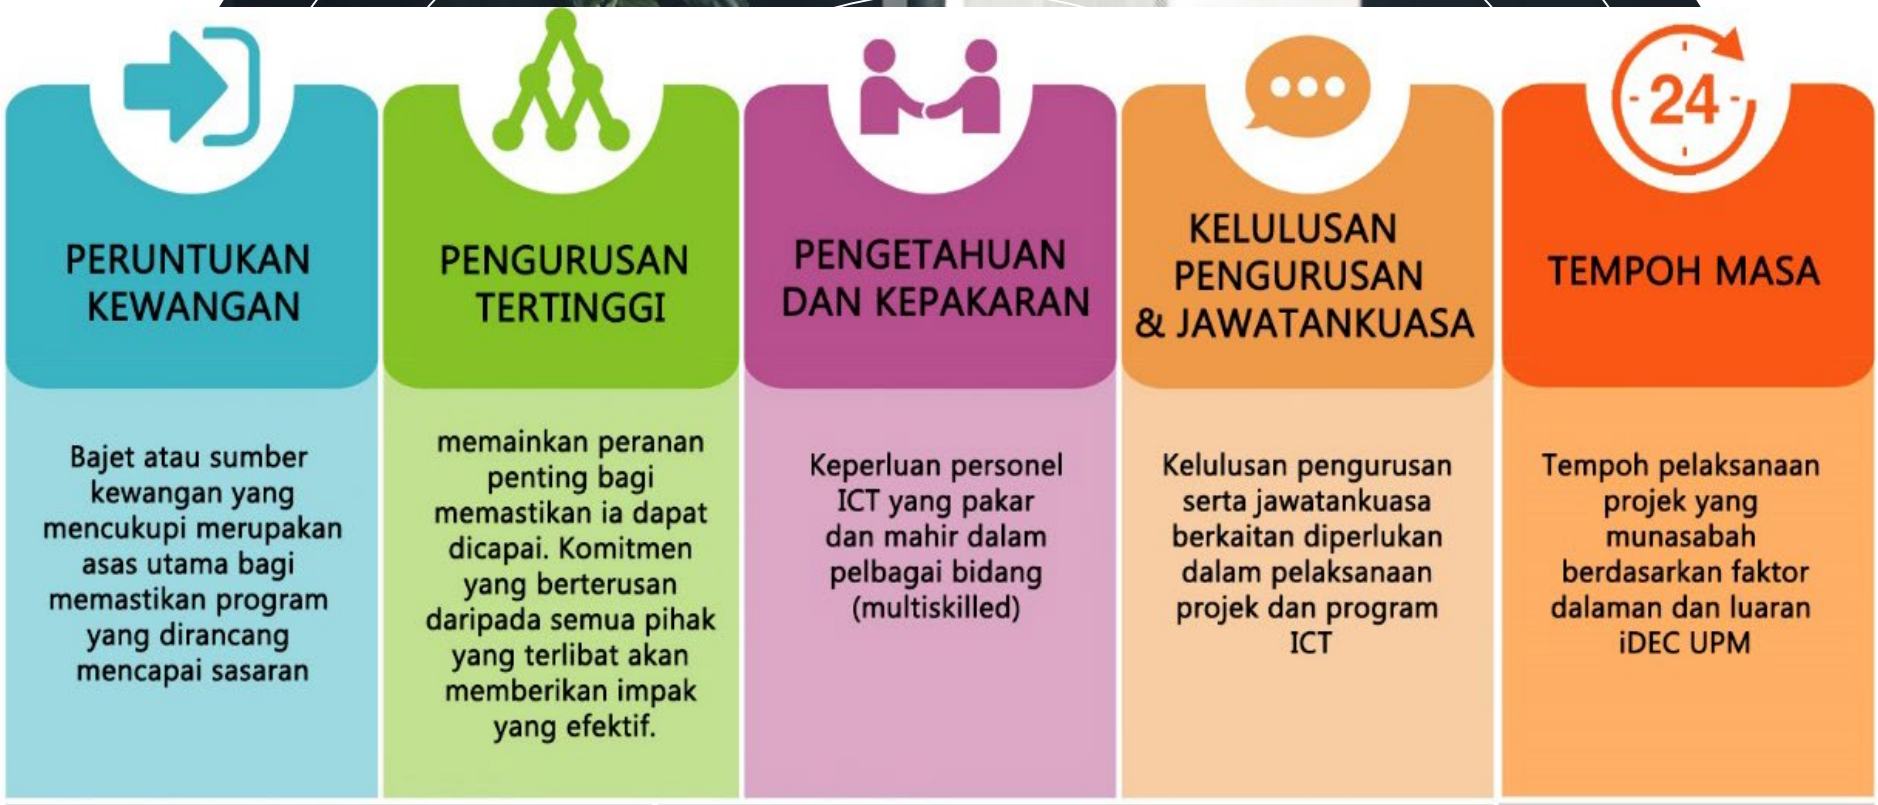 PERUNTUKAN
KEWANGAN
Bajet atau sumber
kewangan yang
mencukupi merupakan
asas utama bagi
memastikan program
yang dirancang
mencapai sasaran
PENGURUSAN
TERTINGGI
memainkan peranan
penting bagi
memastikan ia dapat
dicapai. Komitmen
yang berterusan
daripada semua pihak
yang terlibat akan
memberikan impak
yang efektif.
PENGETAHUAN
DAN KEPAKARAN
Keperluan personel
ICT yang pakar
dan mahir dalam
pelbagai bidang
(multiskilled)
KELULUSAN
PENGURUSAN
& JAWATANKUASA
Kelulusan pengurusan
serta jawatankuasa
berkaitan diperlukan
dalam pelaksanaan
projek dan program
ICT
24
TEMPOH MASA
Tempoh pelaksanaan
projek yang
munasabah
berdasarkan faktor
dalaman dan luaran
iDEC UPM